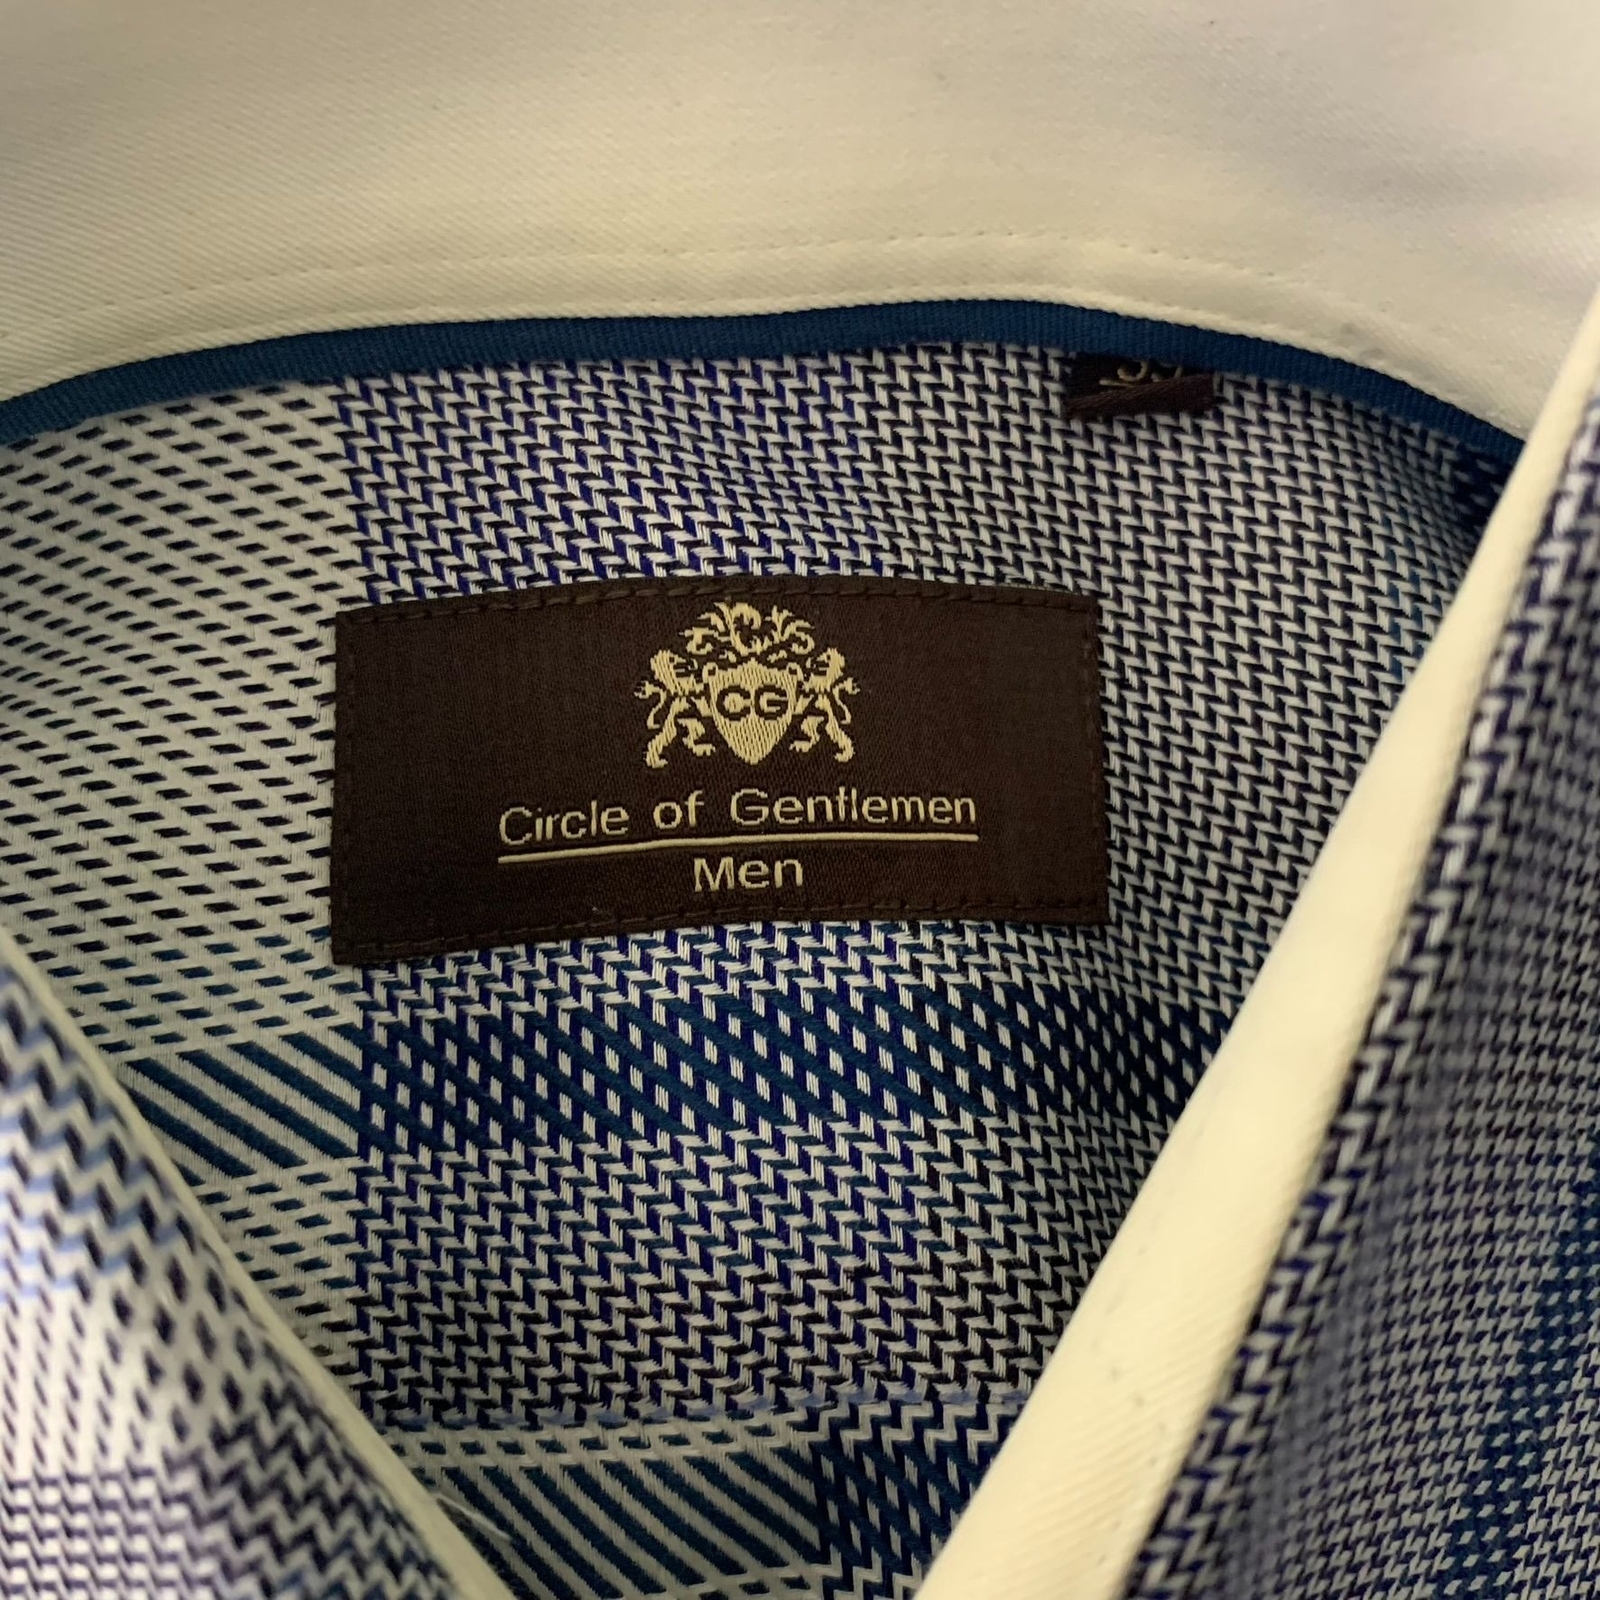 CG
Circle of Gentlemen
Men